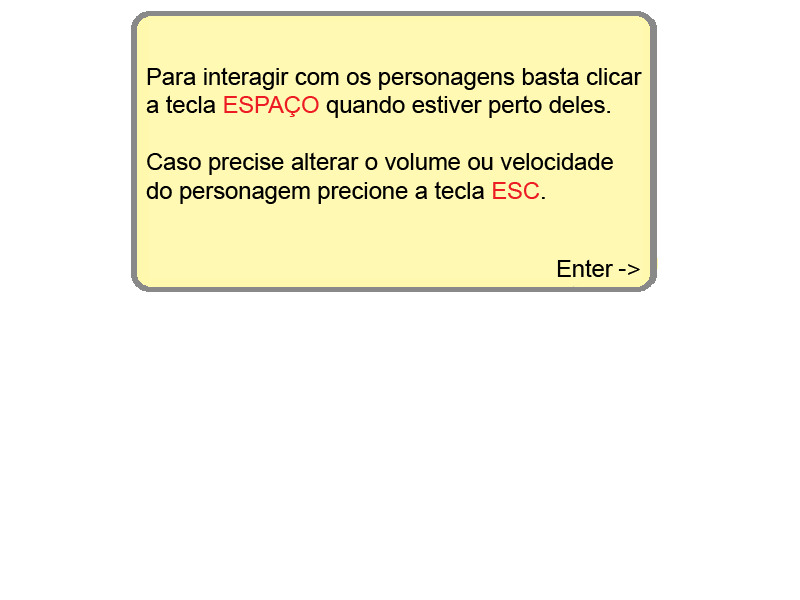 Para interagir com os personagens basta clicar
a tecla ESPAÇO quando estiver perto deles.
Caso precise alterar o volume ou velocidade
do personagem precione a tecla ESC.
Enter ->